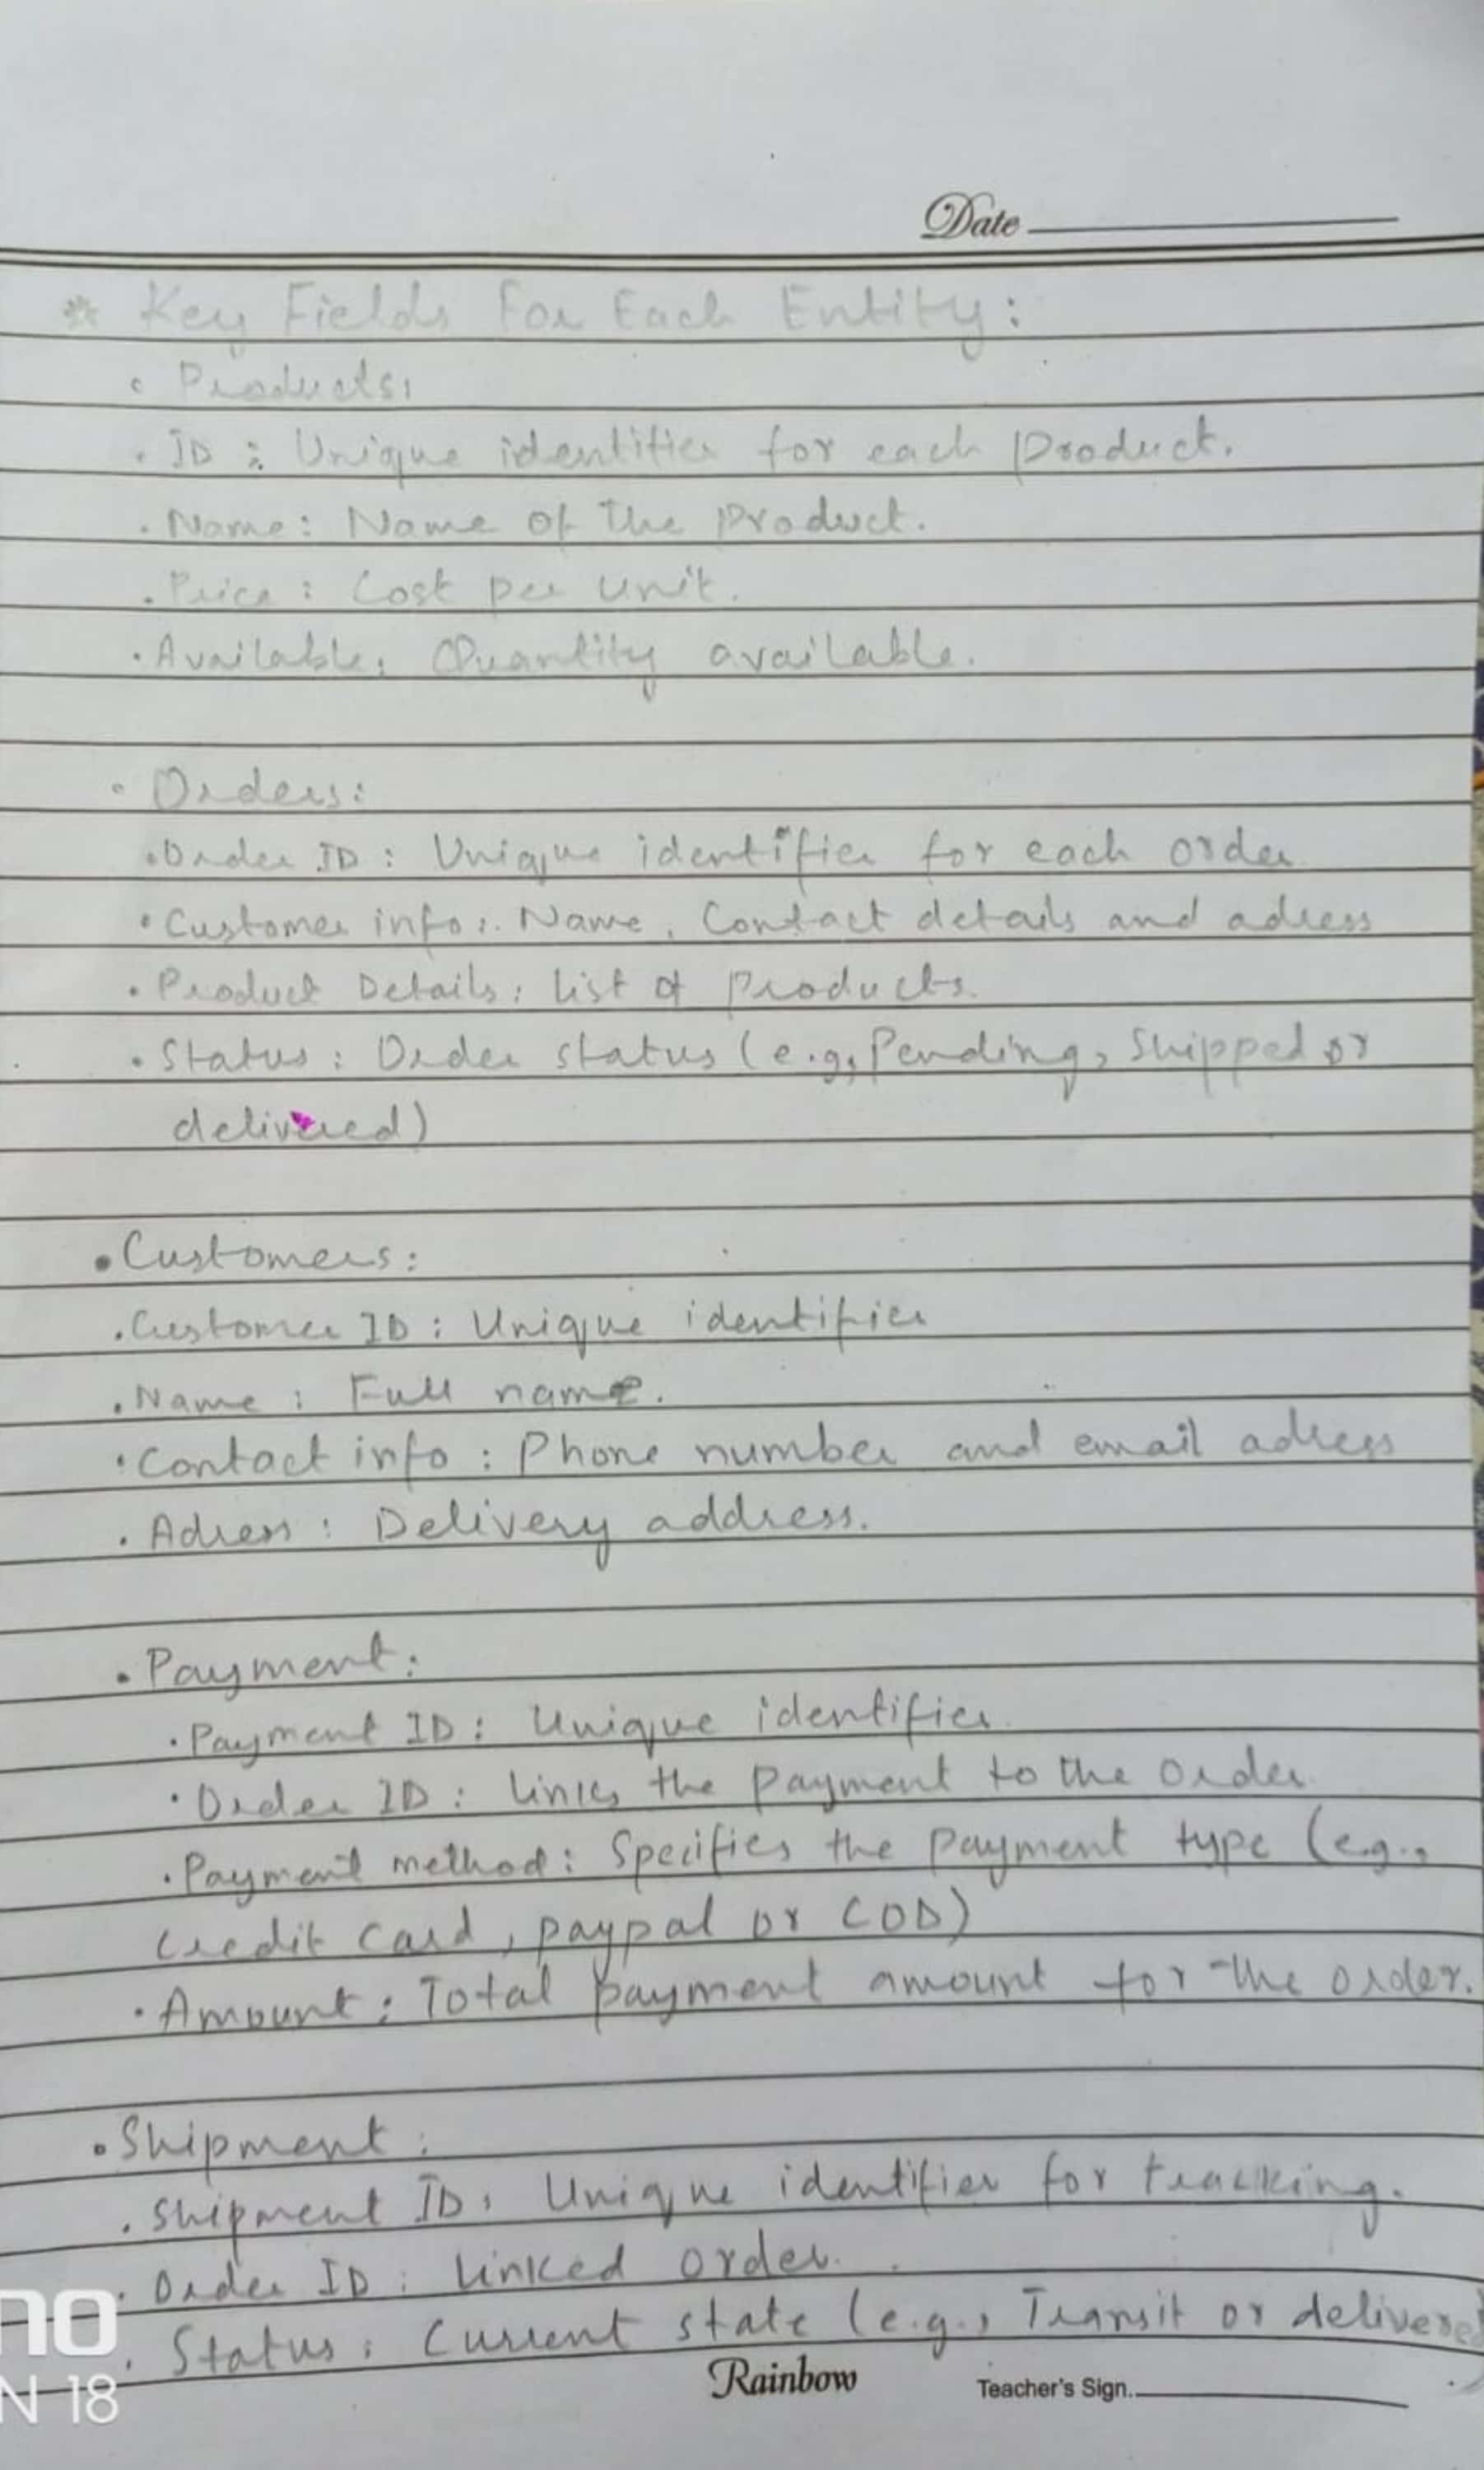 Date
* Key Fields For Each Entity:
◦ Products:
. ID : Unique identifier for each Product.
. Name: Name of The Product.
. Price : Cost per unit.
. Available: Quantity available.
◦ Orders:
. Order ID : Unique identifier for each order
• Customer info:. Name, Contact details and adress
. Product Details: list of Products.
. Status : Order status (e.g, Pending, Shipped or
delivered)
• Customers:
. Customer ID : Unique identifier
. Name : Full name.
• Contact info : Phone number and email adress
. Adress : Delivery address.
• Payment:
. Payment ID : Unique identifier.
• Order ID : links the Payment to the order.
. Payment method : Specifies the payment type (e.g.,
Credit Card, paypal or COD)
• Amount : Total payment amount for the order.
• Shipment :
. Shipment ID : Unique identifier for tracking.
. Order ID : linked order.
. Status : Current state (e.g., Transit or delivered
Rainbow
Teacher's Sign.
no
N 18